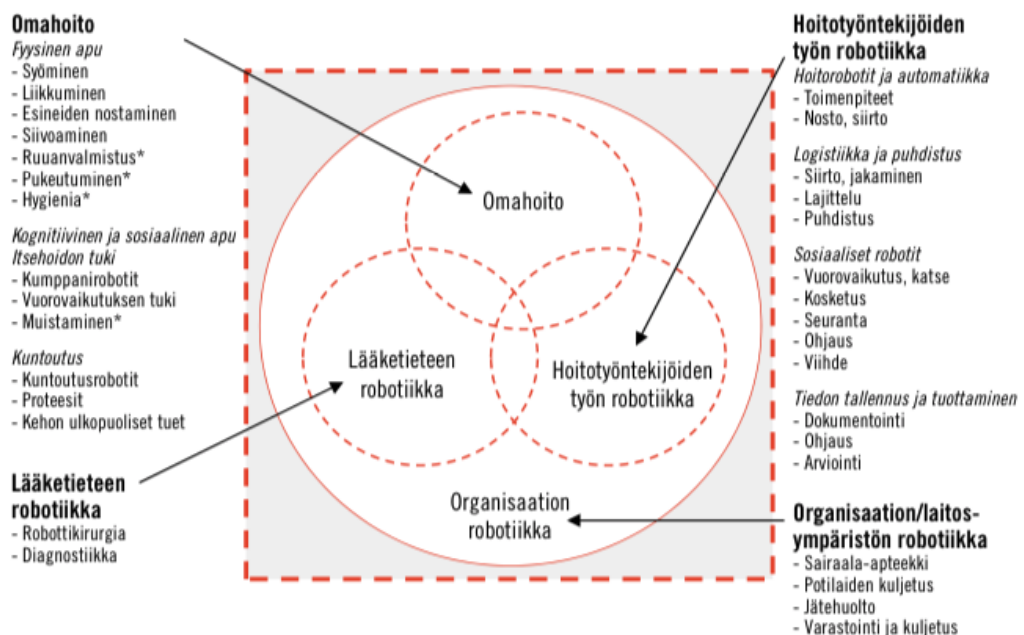 Omahoito
Fyysinen apu
- Syöminen
- Liikkuminen
- Esineiden nostaminen
- Siivoaminen
- Ruuanvalmistus*
- Pukeutuminen*
- Hygienia*
Kognitiivinen ja sosiaalinen apu
Itsehoidon tuki
- Kumppanirobotit
- Vuorovaikutuksen tuki
- Muistaminen*
Kuntoutus
- Kuntoutusrobotit
- Proteesit
- Kehon ulkopuoliset tuet
Lääketieteen
robotiikka
- Robottikirurgia
- Diagnostiikka
Omahoito
Lääketieteen
robotiikka
Hoitotyöntekijöiden
työn robotiikka
Organisaation
robotiikka
Hoitotyöntekijöiden
työn robotiikka
Hoitorobotit ja automatiikka
- Toimenpiteet
- Nosto, siirto
Logistiikka ja puhdistus
- Siirto, jakaminen
- Lajittelu
- Puhdistus
Sosiaaliset robotit
- Vuorovaikutus, katse
- Kosketus
- Seuranta
- Ohjaus
- Viihde
Tiedon tallennus ja tuottaminen
- Dokumentointi
- Ohjaus
- Arviointi
Organisaation/laitos-
ympäristön robotiikka
- Sairaala-apteekki
- Potilaiden kuljetus
- Jätehuolto
- Varastointi ja kuljetus